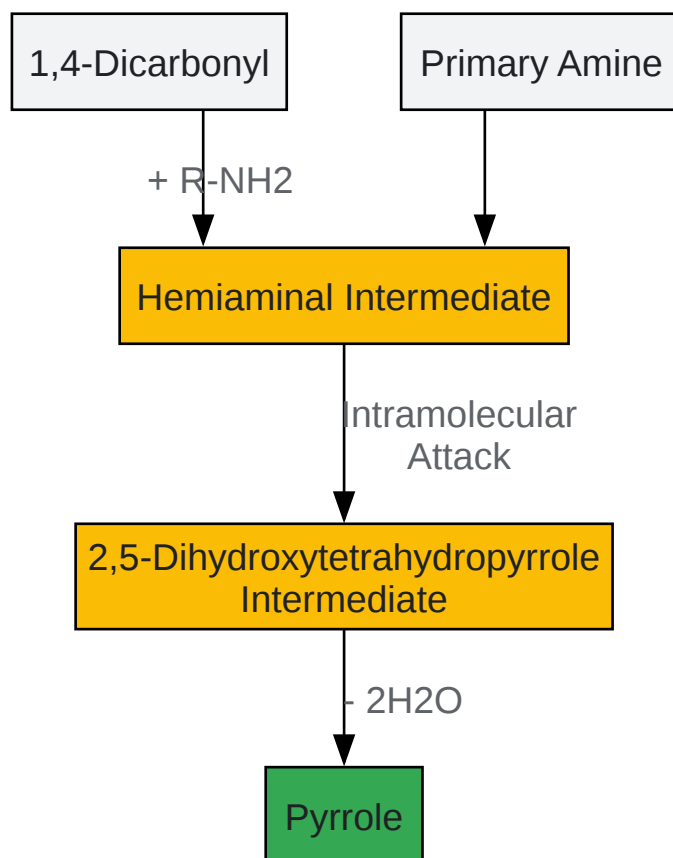 1,4-Dicarbonyl
Primary Amine
+ R-NH2
Hemiaminal Intermediate
Intramolecular
Attack
2,5-Dihydroxytetrahydropyrrole
Intermediate
- 2H2O
Pyrrole